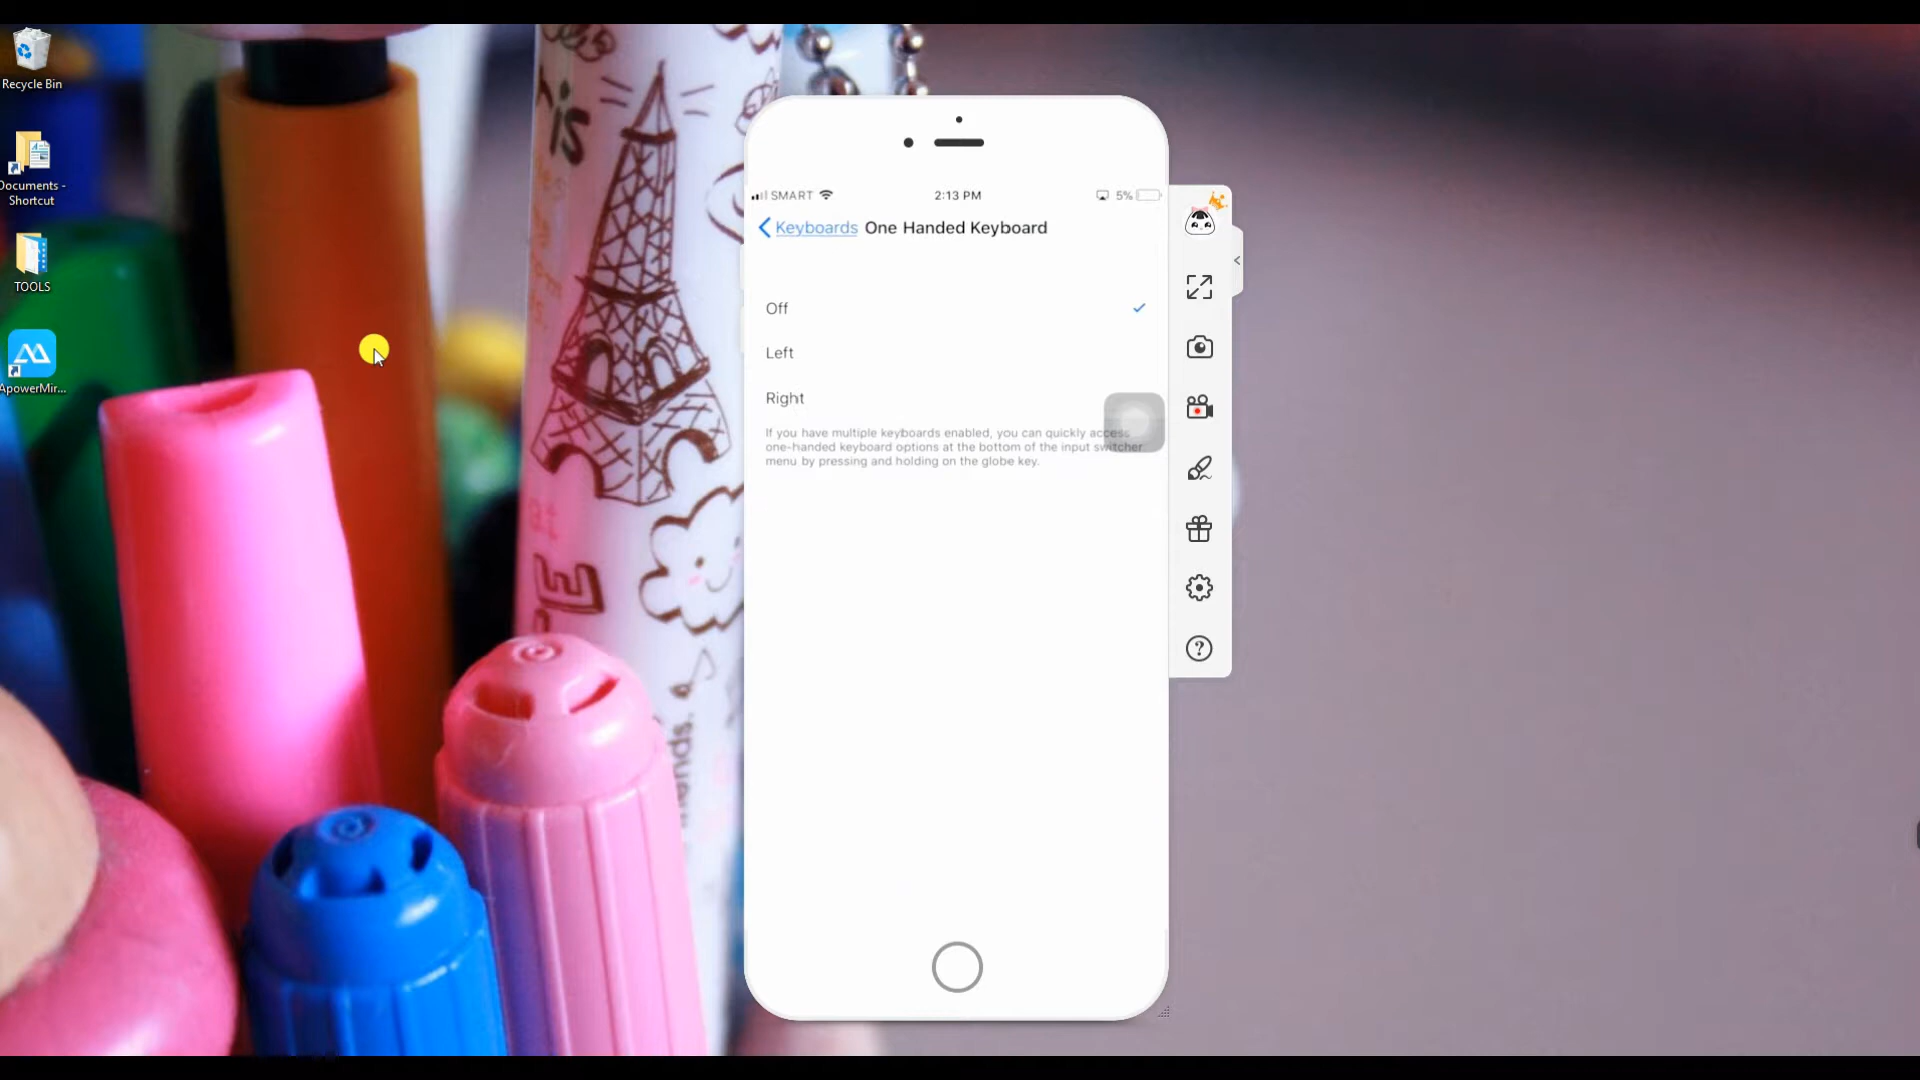 Recycle Bin
Documents -
Shortcut
TOOLS
ApowerMir...
SMART
2:13 PM
5%
Keyboards
One Handed Keyboard
Off
Left
Right
If you have multiple keyboards enabled, you can quickly access
one-handed keyboard options at the bottom of the input switcher
menu by pressing and holding on the globe key.